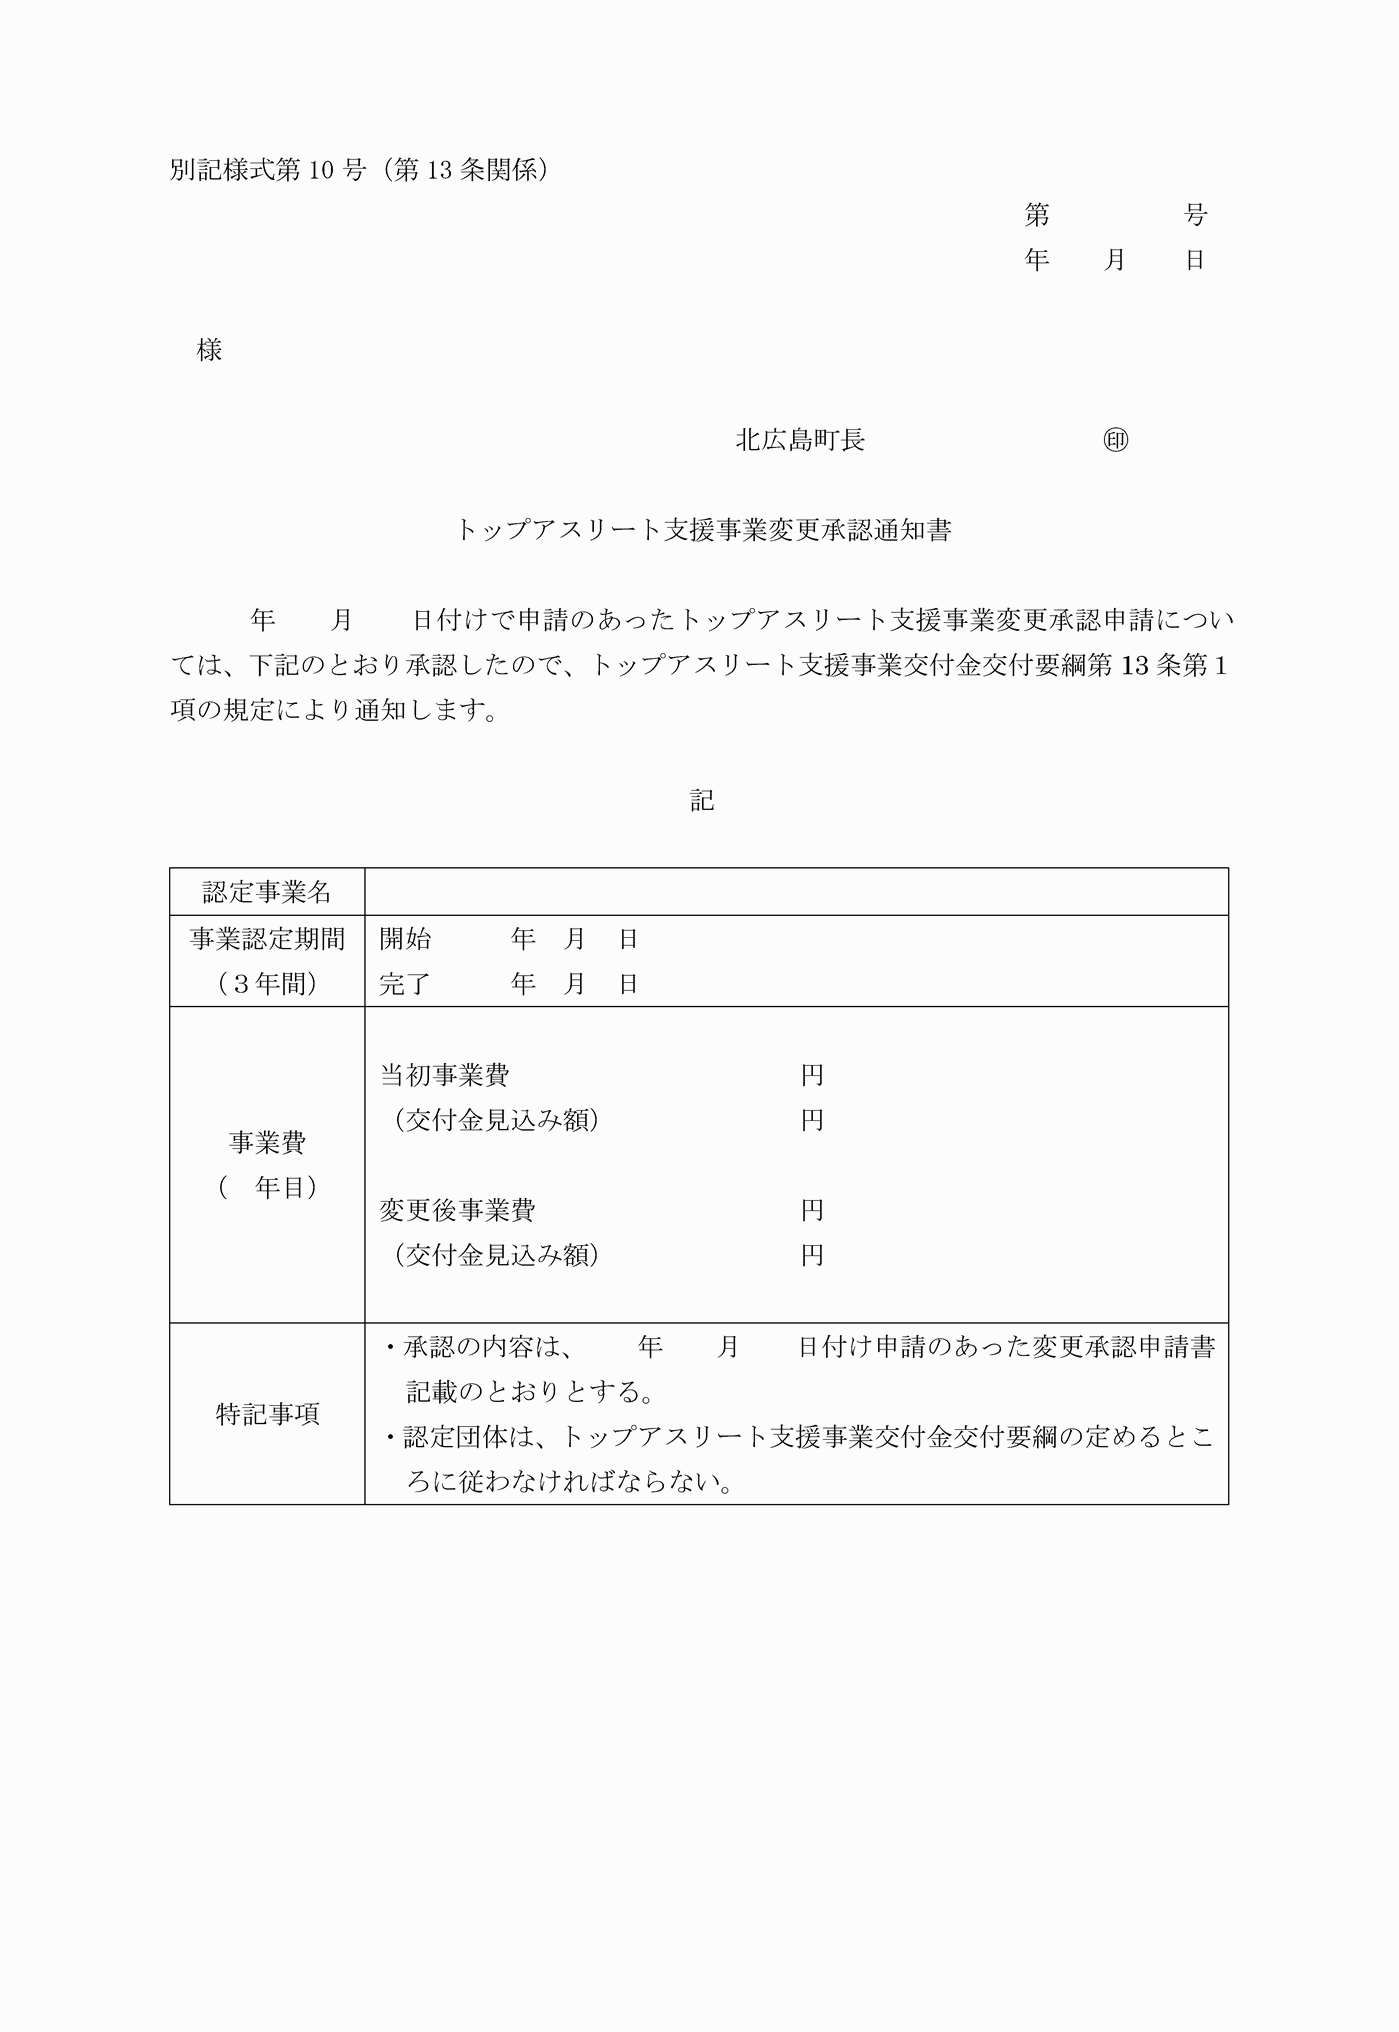 別記様式第 10 号（第 13 条関係）
第　　　　　号
年　　月　　日
様
北広島町長　　　　　　　　　㊞
トップアスリート支援事業変更承認通知書
年　　月　　日付けで申請のあったトップアスリート支援事業変更承認申請につい
ては、下記のとおり承認したので、トップアスリート支援事業交付金交付要綱第 13 条第１
項の規定により通知します。
記
認定事業名
事業認定期間
（３年間）
開始　　　年　月　日
完了　　　年　月　日
事業費
（　年目）
当初事業費　　　　　　　　　　　円
（交付金見込み額）　　　　　　　円
変更後事業費　　　　　　　　　　円
（交付金見込み額）　　　　　　　円
特記事項
・承認の内容は、　　年　　月　　日付け申請のあった変更承認申請書
記載のとおりとする。
・認定団体は、トップアスリート支援事業交付金交付要綱の定めるとこ
ろに従わなければならない。